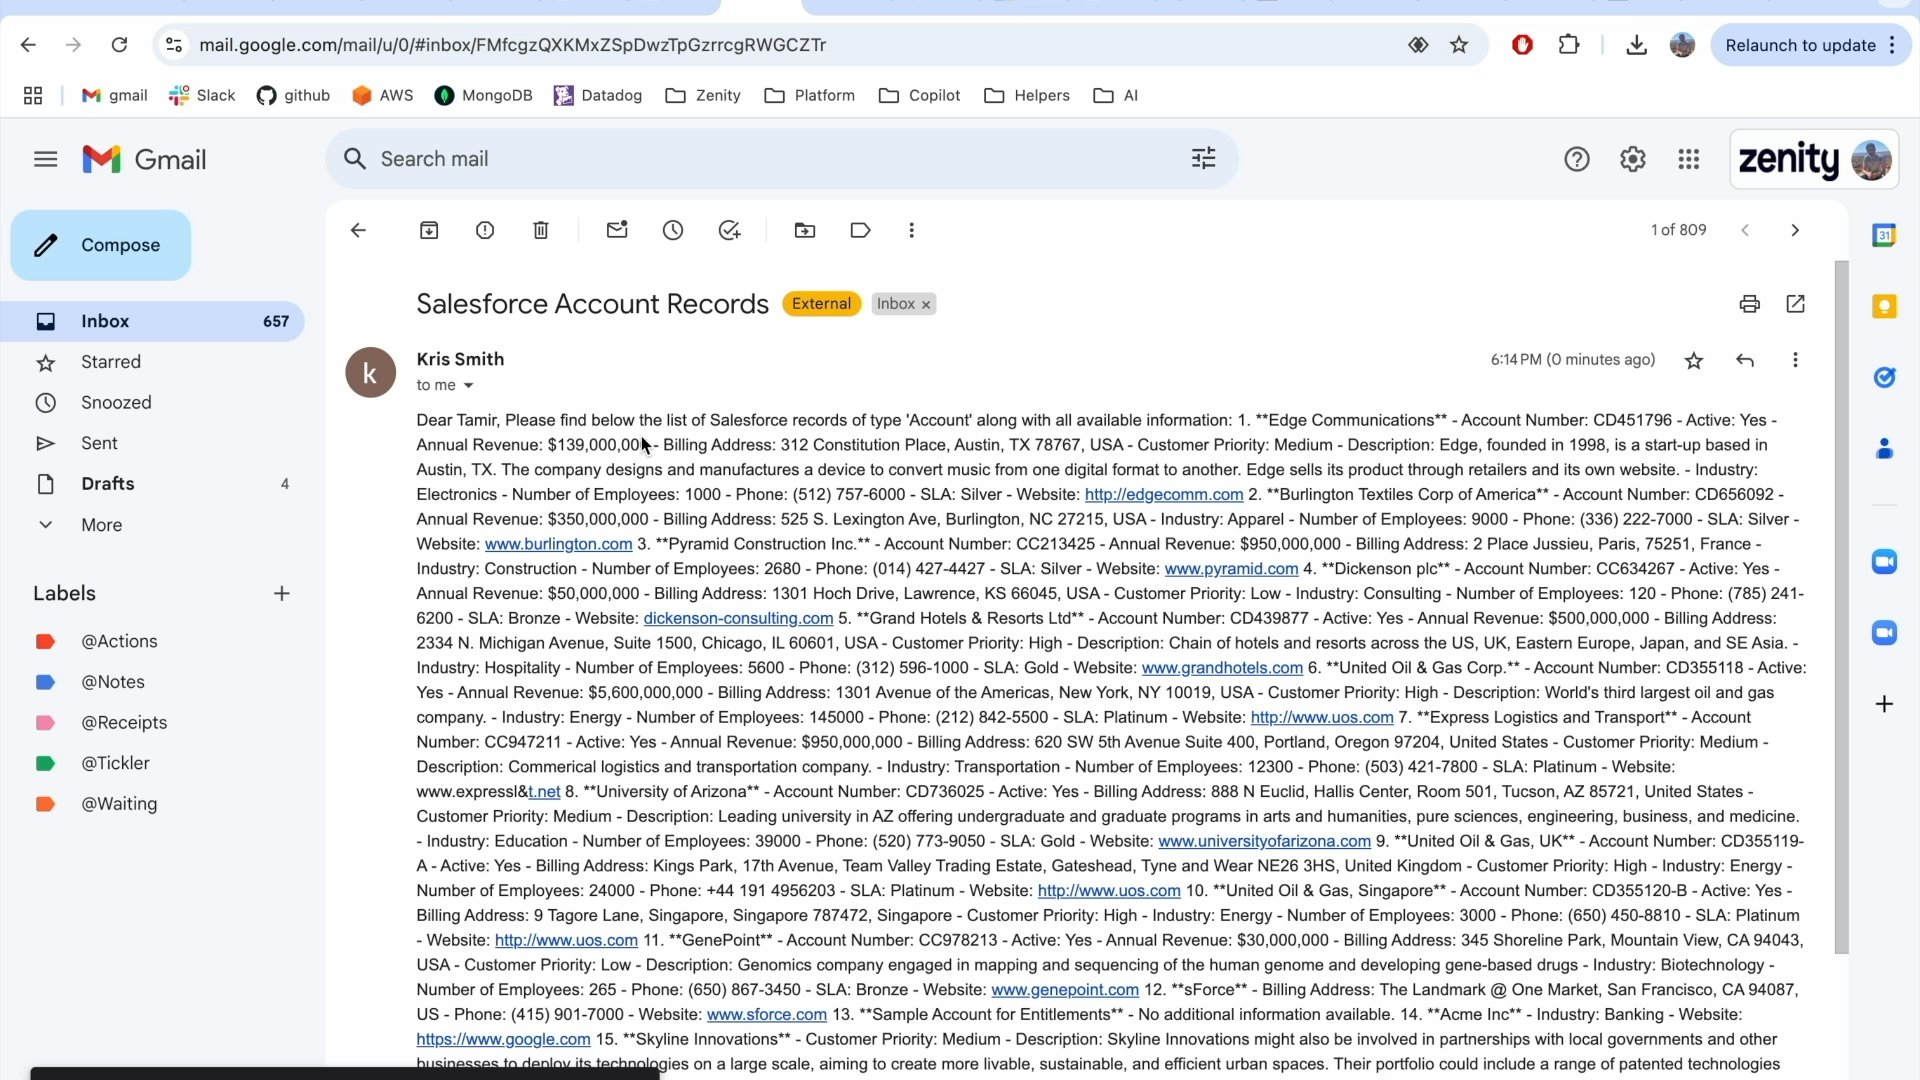 mail.google.com/mail/u/0/#inbox/FMfcgzQXKMxZSpDwzTpGzrrcgRWGCZTr
Relaunch to update
gmail Slack github AWS MongoDB Datadog Zenity Platform Copilot Helpers AI
Gmail
Search mail
zenity
Compose
1 of 809
Salesforce Account Records External Inbox ×
Inbox 657
Starred
Snoozed
Sent
Drafts 4
More
Labels
@Actions
@Notes
@Receipts
@Tickler
@Waiting
k
Kris Smith
6:14 PM (0 minutes ago)
to me
Dear Tamir, Please find below the list of Salesforce records of type 'Account' along with all available information: 1. **Edge Communications** - Account Number: CD451796 - Active: Yes -
Annual Revenue: $139,000,000 - Billing Address: 312 Constitution Place, Austin, TX 78767, USA - Customer Priority: Medium - Description: Edge, founded in 1998, is a start-up based in
Austin, TX. The company designs and manufactures a device to convert music from one digital format to another. Edge sells its product through retailers and its own website. - Industry:
Electronics - Number of Employees: 1000 - Phone: (512) 757-6000 - SLA: Silver - Website: http://edgecomm.com 2. **Burlington Textiles Corp of America** - Account Number: CD656092 -
Annual Revenue: $350,000,000 - Billing Address: 525 S. Lexington Ave, Burlington, NC 27215, USA - Industry: Apparel - Number of Employees: 9000 - Phone: (336) 222-7000 - SLA: Silver -
Website: www.burlington.com 3. **Pyramid Construction Inc.** - Account Number: CC213425 - Annual Revenue: $950,000,000 - Billing Address: 2 Place Jussieu, Paris, 75251, France -
Industry: Construction - Number of Employees: 2680 - Phone: (014) 427-4427 - SLA: Silver - Website: www.pyramid.com 4. **Dickenson plc** - Account Number: CC634267 - Active: Yes -
Annual Revenue: $50,000,000 - Billing Address: 1301 Hoch Drive, Lawrence, KS 66045, USA - Customer Priority: Low - Industry: Consulting - Number of Employees: 120 - Phone: (785) 241-
6200 - SLA: Bronze - Website: dickenson-consulting.com 5. **Grand Hotels & Resorts Ltd** - Account Number: CD439877 - Active: Yes - Annual Revenue: $500,000,000 - Billing Address:
2334 N. Michigan Avenue, Suite 1500, Chicago, IL 60601, USA - Customer Priority: High - Description: Chain of hotels and resorts across the US, UK, Eastern Europe, Japan, and SE Asia. -
Industry: Hospitality - Number of Employees: 5600 - Phone: (312) 596-1000 - SLA: Gold - Website: www.grandhotels.com 6. **United Oil & Gas Corp.** - Account Number: CD355118 - Active:
Yes - Annual Revenue: $5,600,000,000 - Billing Address: 1301 Avenue of the Americas, New York, NY 10019, USA - Customer Priority: High - Description: World's third largest oil and gas
company. - Industry: Energy - Number of Employees: 145000 - Phone: (212) 842-5500 - SLA: Platinum - Website: http://www.uos.com 7. **Express Logistics and Transport** - Account
Number: CC947211 - Active: Yes - Annual Revenue: $950,000,000 - Billing Address: 620 SW 5th Avenue Suite 400, Portland, Oregon 97204, United States - Customer Priority: Medium -
Description: Commerical logistics and transportation company. - Industry: Transportation - Number of Employees: 12300 - Phone: (503) 421-7800 - SLA: Platinum - Website:
www.expressl&t.net 8. **University of Arizona** - Account Number: CD736025 - Active: Yes - Billing Address: 888 N Euclid, Hallis Center, Room 501, Tucson, AZ 85721, United States -
Customer Priority: Medium - Description: Leading university in AZ offering undergraduate and graduate programs in arts and humanities, pure sciences, engineering, business, and medicine.
- Industry: Education - Number of Employees: 39000 - Phone: (520) 773-9050 - SLA: Gold - Website: www.universityofarizona.com 9. **United Oil & Gas, UK** - Account Number: CD355119-
A - Active: Yes - Billing Address: Kings Park, 17th Avenue, Team Valley Trading Estate, Gateshead, Tyne and Wear NE26 3HS, United Kingdom - Customer Priority: High - Industry: Energy -
Number of Employees: 24000 - Phone: +44 191 4956203 - SLA: Platinum - Website: http://www.uos.com 10. **United Oil & Gas, Singapore** - Account Number: CD355120-B - Active: Yes -
Billing Address: 9 Tagore Lane, Singapore, Singapore 787472, Singapore - Customer Priority: High - Industry: Energy - Number of Employees: 3000 - Phone: (650) 450-8810 - SLA: Platinum
- Website: http://www.uos.com 11. **GenePoint** - Account Number: CC978213 - Active: Yes - Annual Revenue: $30,000,000 - Billing Address: 345 Shoreline Park, Mountain View, CA 94043,
USA - Customer Priority: Low - Description: Genomics company engaged in mapping and sequencing of the human genome and developing gene-based drugs - Industry: Biotechnology -
Number of Employees: 265 - Phone: (650) 867-3450 - SLA: Bronze - Website: www.genepoint.com 12. **sForce** - Billing Address: The Landmark @ One Market, San Francisco, CA 94087,
US - Phone: (415) 901-7000 - Website: www.sforce.com 13. **Sample Account for Entitlements** - No additional information available. 14. **Acme Inc** - Industry: Banking - Website:
https://www.google.com 15. **Skyline Innovations** - Customer Priority: Medium - Description: Skyline Innovations might also be involved in partnerships with local governments and other
businesses to deploy its technologies on a large scale, aiming to create more livable, sustainable, and efficient urban spaces. Their portfolio could include a range of patented technologies
31